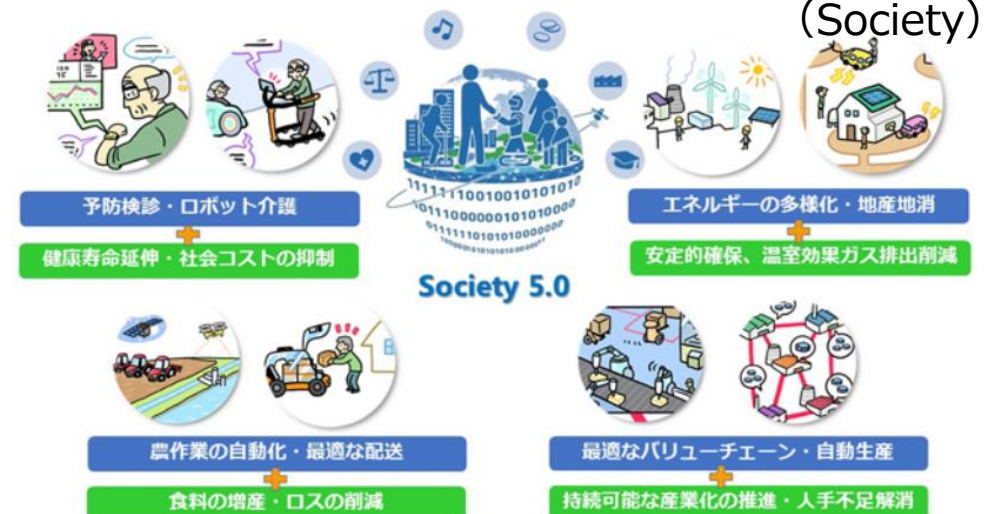 （Society）
予防検診・ロボット介護
健康寿命延伸・社会コストの抑制
エネルギーの多様化・地産地消
安定的確保、温室効果ガス排出削減
Society 5.0
農作業の自動化・最適な配送
食料の増産・ロスの削減
最適なバリューチェーン・自動生産
持続可能な産業化の推進・人手不足解消